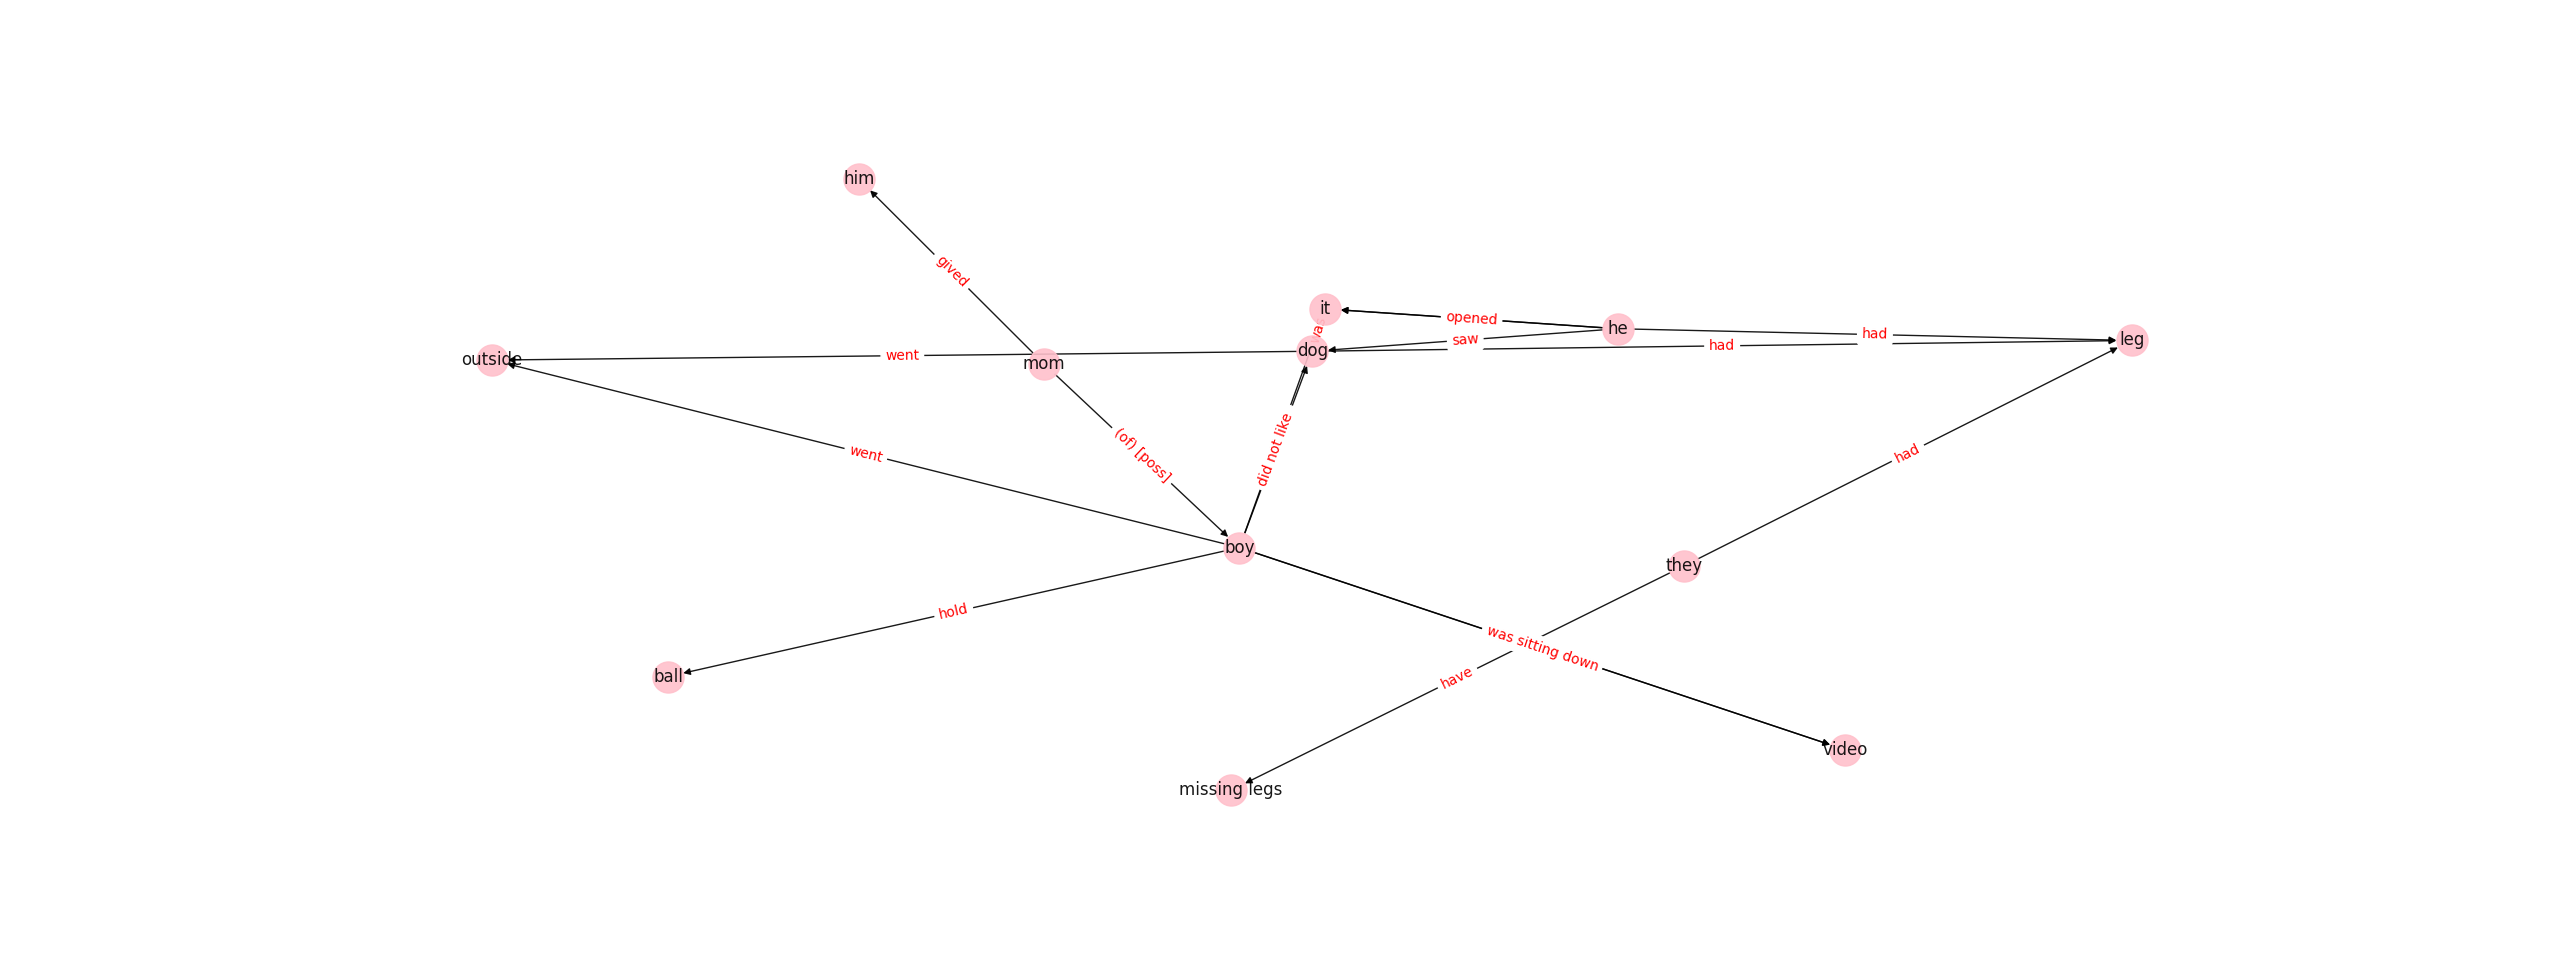 him
gived
it
opened
he
saw
had
leg
dog
had
outside
went
mom
did not like
(of) [poss]
went
had
boy
they
hold
was sitting down
ball
have
video
missing legs